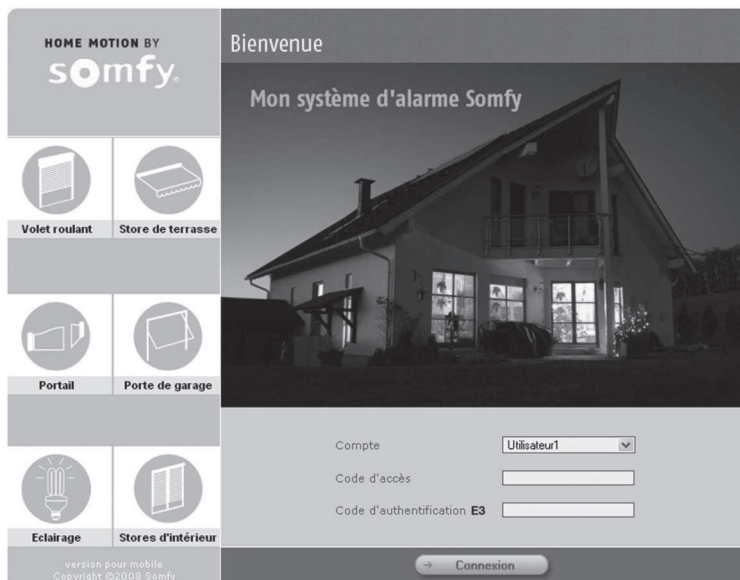 HOME MOTION BY
somfy®
Bienvenue
Mon système d'alarme Somfy
Volet roulant
Store de terrasse
Portail
Porte de garage
Eclairage
Stores d'intérieur
Compte
Utilisateur1
Code d'accès
Code d'authentification E3
→ Connexion
version pour mobile
Copyright ©2008 Somfy